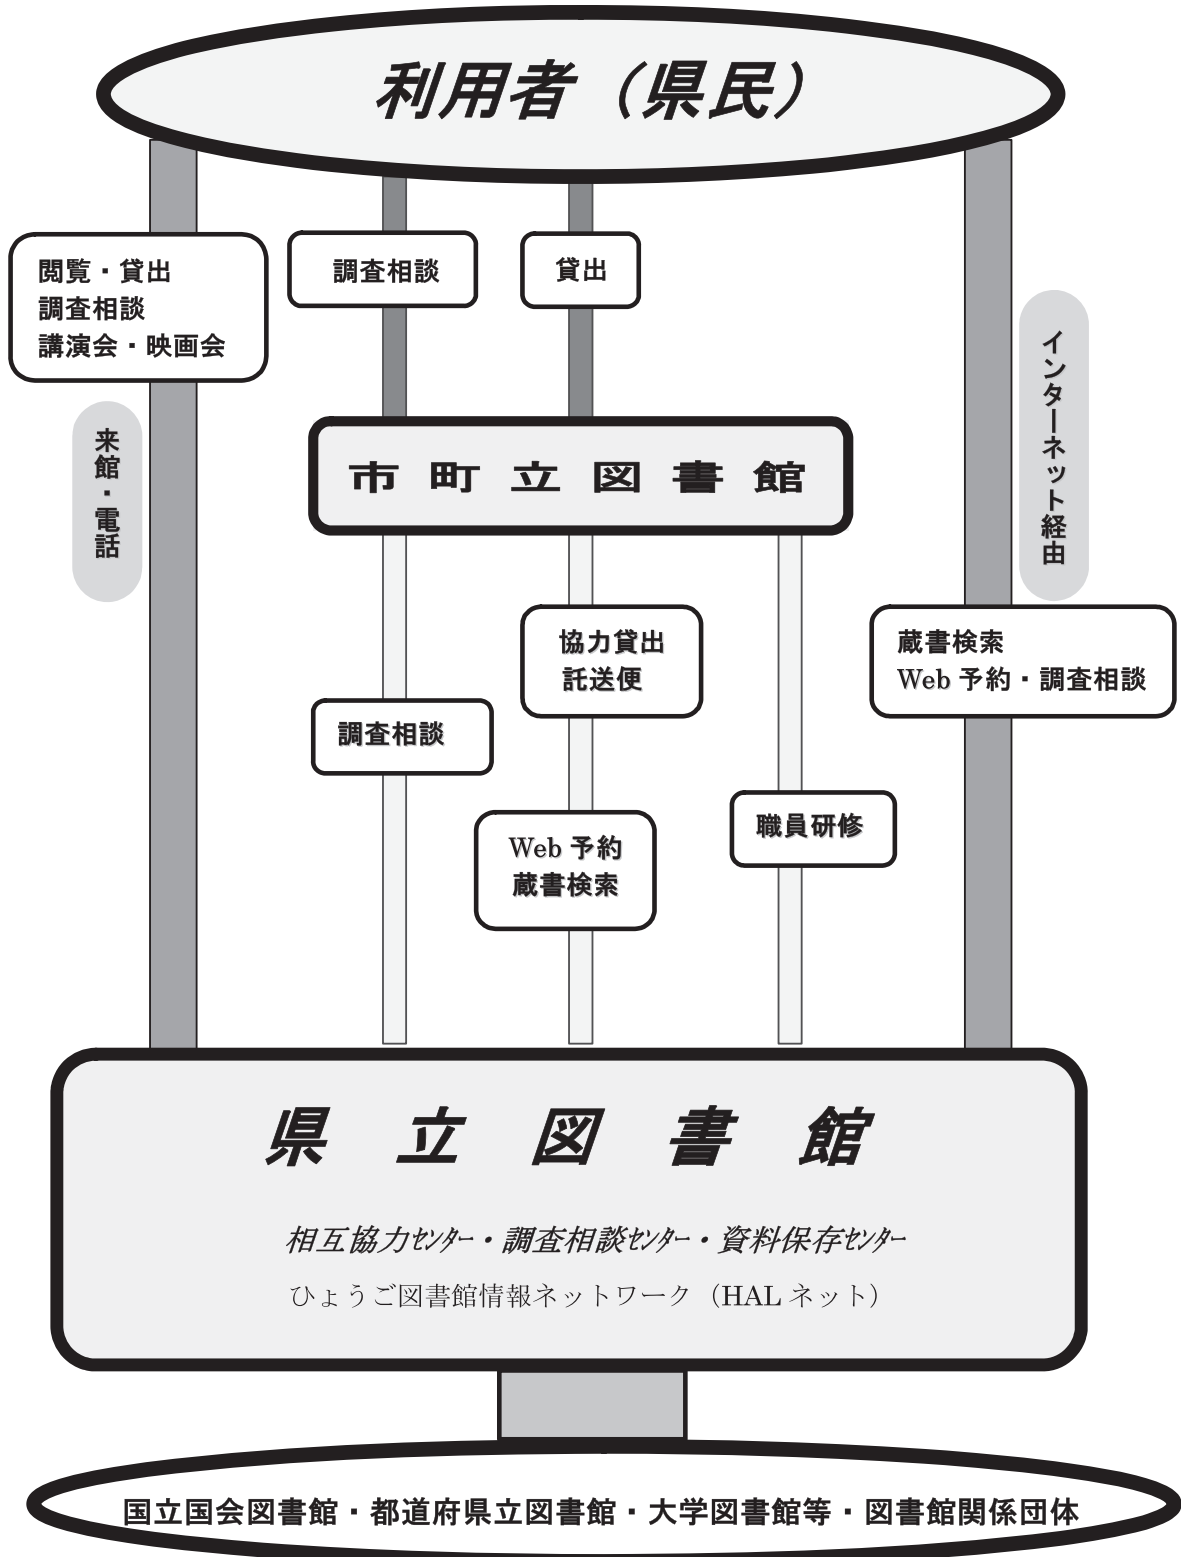 利用者（県民）
閲覧・貸出
調査相談
講演会・映画会
調査相談
貸出
来館・電話
インターネット経由
市町立図書館
協力貸出
託送便
蔵書検索
Web 予約・調査相談
調査相談
Web 予約
蔵書検索
職員研修
県立図書館
相互協力ｾﾝﾀｰ・調査相談ｾﾝﾀｰ・資料保存ｾﾝﾀｰ
ひょうご図書館情報ネットワーク（HAL ネット）
国立国会図書館・都道府県立図書館・大学図書館等・図書館関係団体